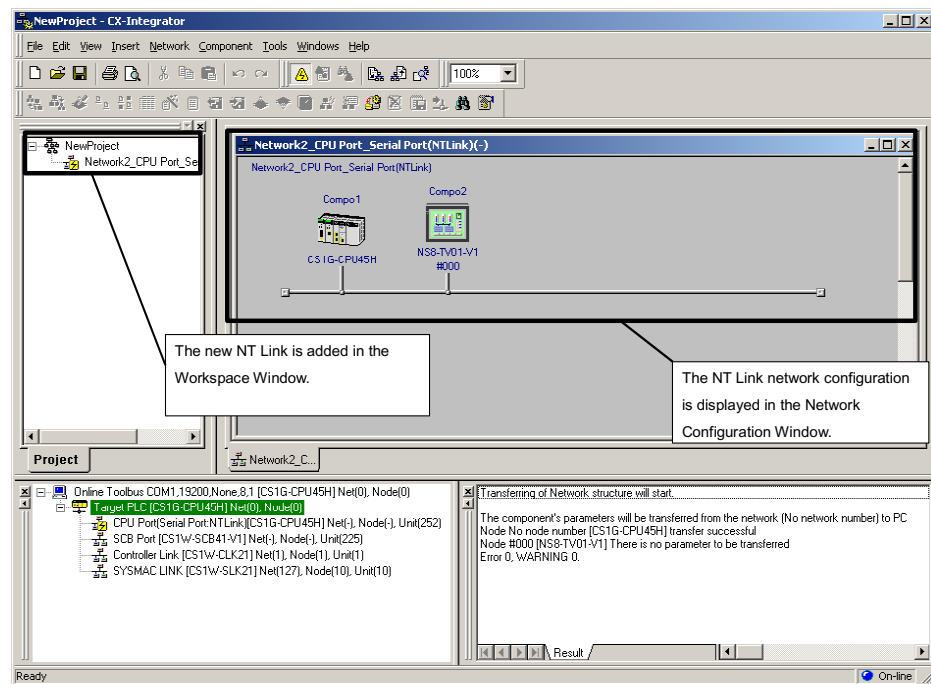 NewProject - CX-Integrator
File Edit View Insert Network Component Tools Windows Help
100%
NewProject
Network2_CPU Port_Se
Network2_CPU Port_Serial Port(NTLink)(-)
Network2_CPU Port_Serial Port(NTLink)
Compo1
Compo2
CS1G-CPU45H
NS8-TV01-V1
#000
The new NT Link is added in the
Workspace Window.
The NT Link network configuration
is displayed in the Network
Configuration Window.
Project
Network2_C...
Online Toolbus COM1,19200,None,8,1 [CS1G-CPU45H] Net(0), Node(0)
Target PLC [CS1G-CPU45H] Net(0), Node(0)
CPU Port(Serial Port:NTLink)[CS1G-CPU45H] Net(-), Node(-), Unit(252)
SCB Port [CS1W-SCB41-V1] Net(-), Node(-), Unit(225)
Controller Link [CS1W-CLK21] Net(1), Node(1), Unit(1)
SYSMAC LINK [CS1W-SLK21] Net(127), Node(10), Unit(10)
Transferring of Network structure will start.
The component's parameters will be transferred from the network (No network number) to PC
Node No node number [CS1G-CPU45H] transfer successful
Node #000 [NS8-TV01-V1] There is no parameter to be transferred
Error 0, WARNING 0.
Result
Ready
On-line